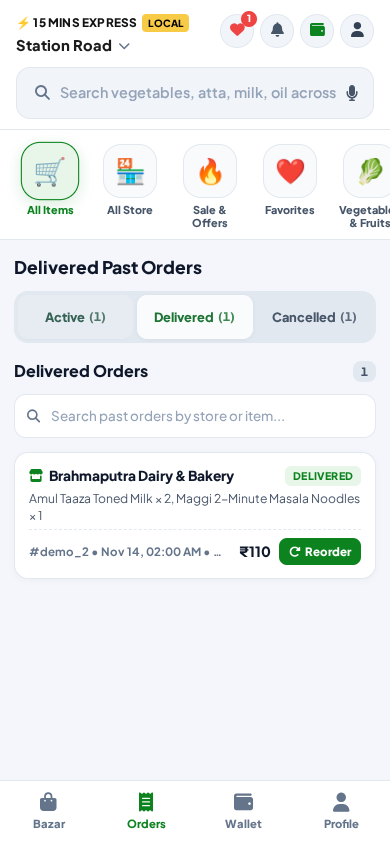 ⚡ 15 MINS EXPRESS LOCAL
Station Road
1
Search vegetables, atta, milk, oil across
All Items
All Store
Sale &
Offers
Favorites
Vegetabl
& Fruits
Delivered Past Orders
Active (1)
Delivered (1)
Cancelled (1)
Delivered Orders
1
Search past orders by store or item...
Brahmaputra Dairy & Bakery
DELIVERED
Amul Taaza Toned Milk × 2, Maggi 2-Minute Masala Noodles
× 1
#demo_2 • Nov 14, 02:00 AM • ...
₹110
Reorder
Bazar
Orders
Wallet
Profile